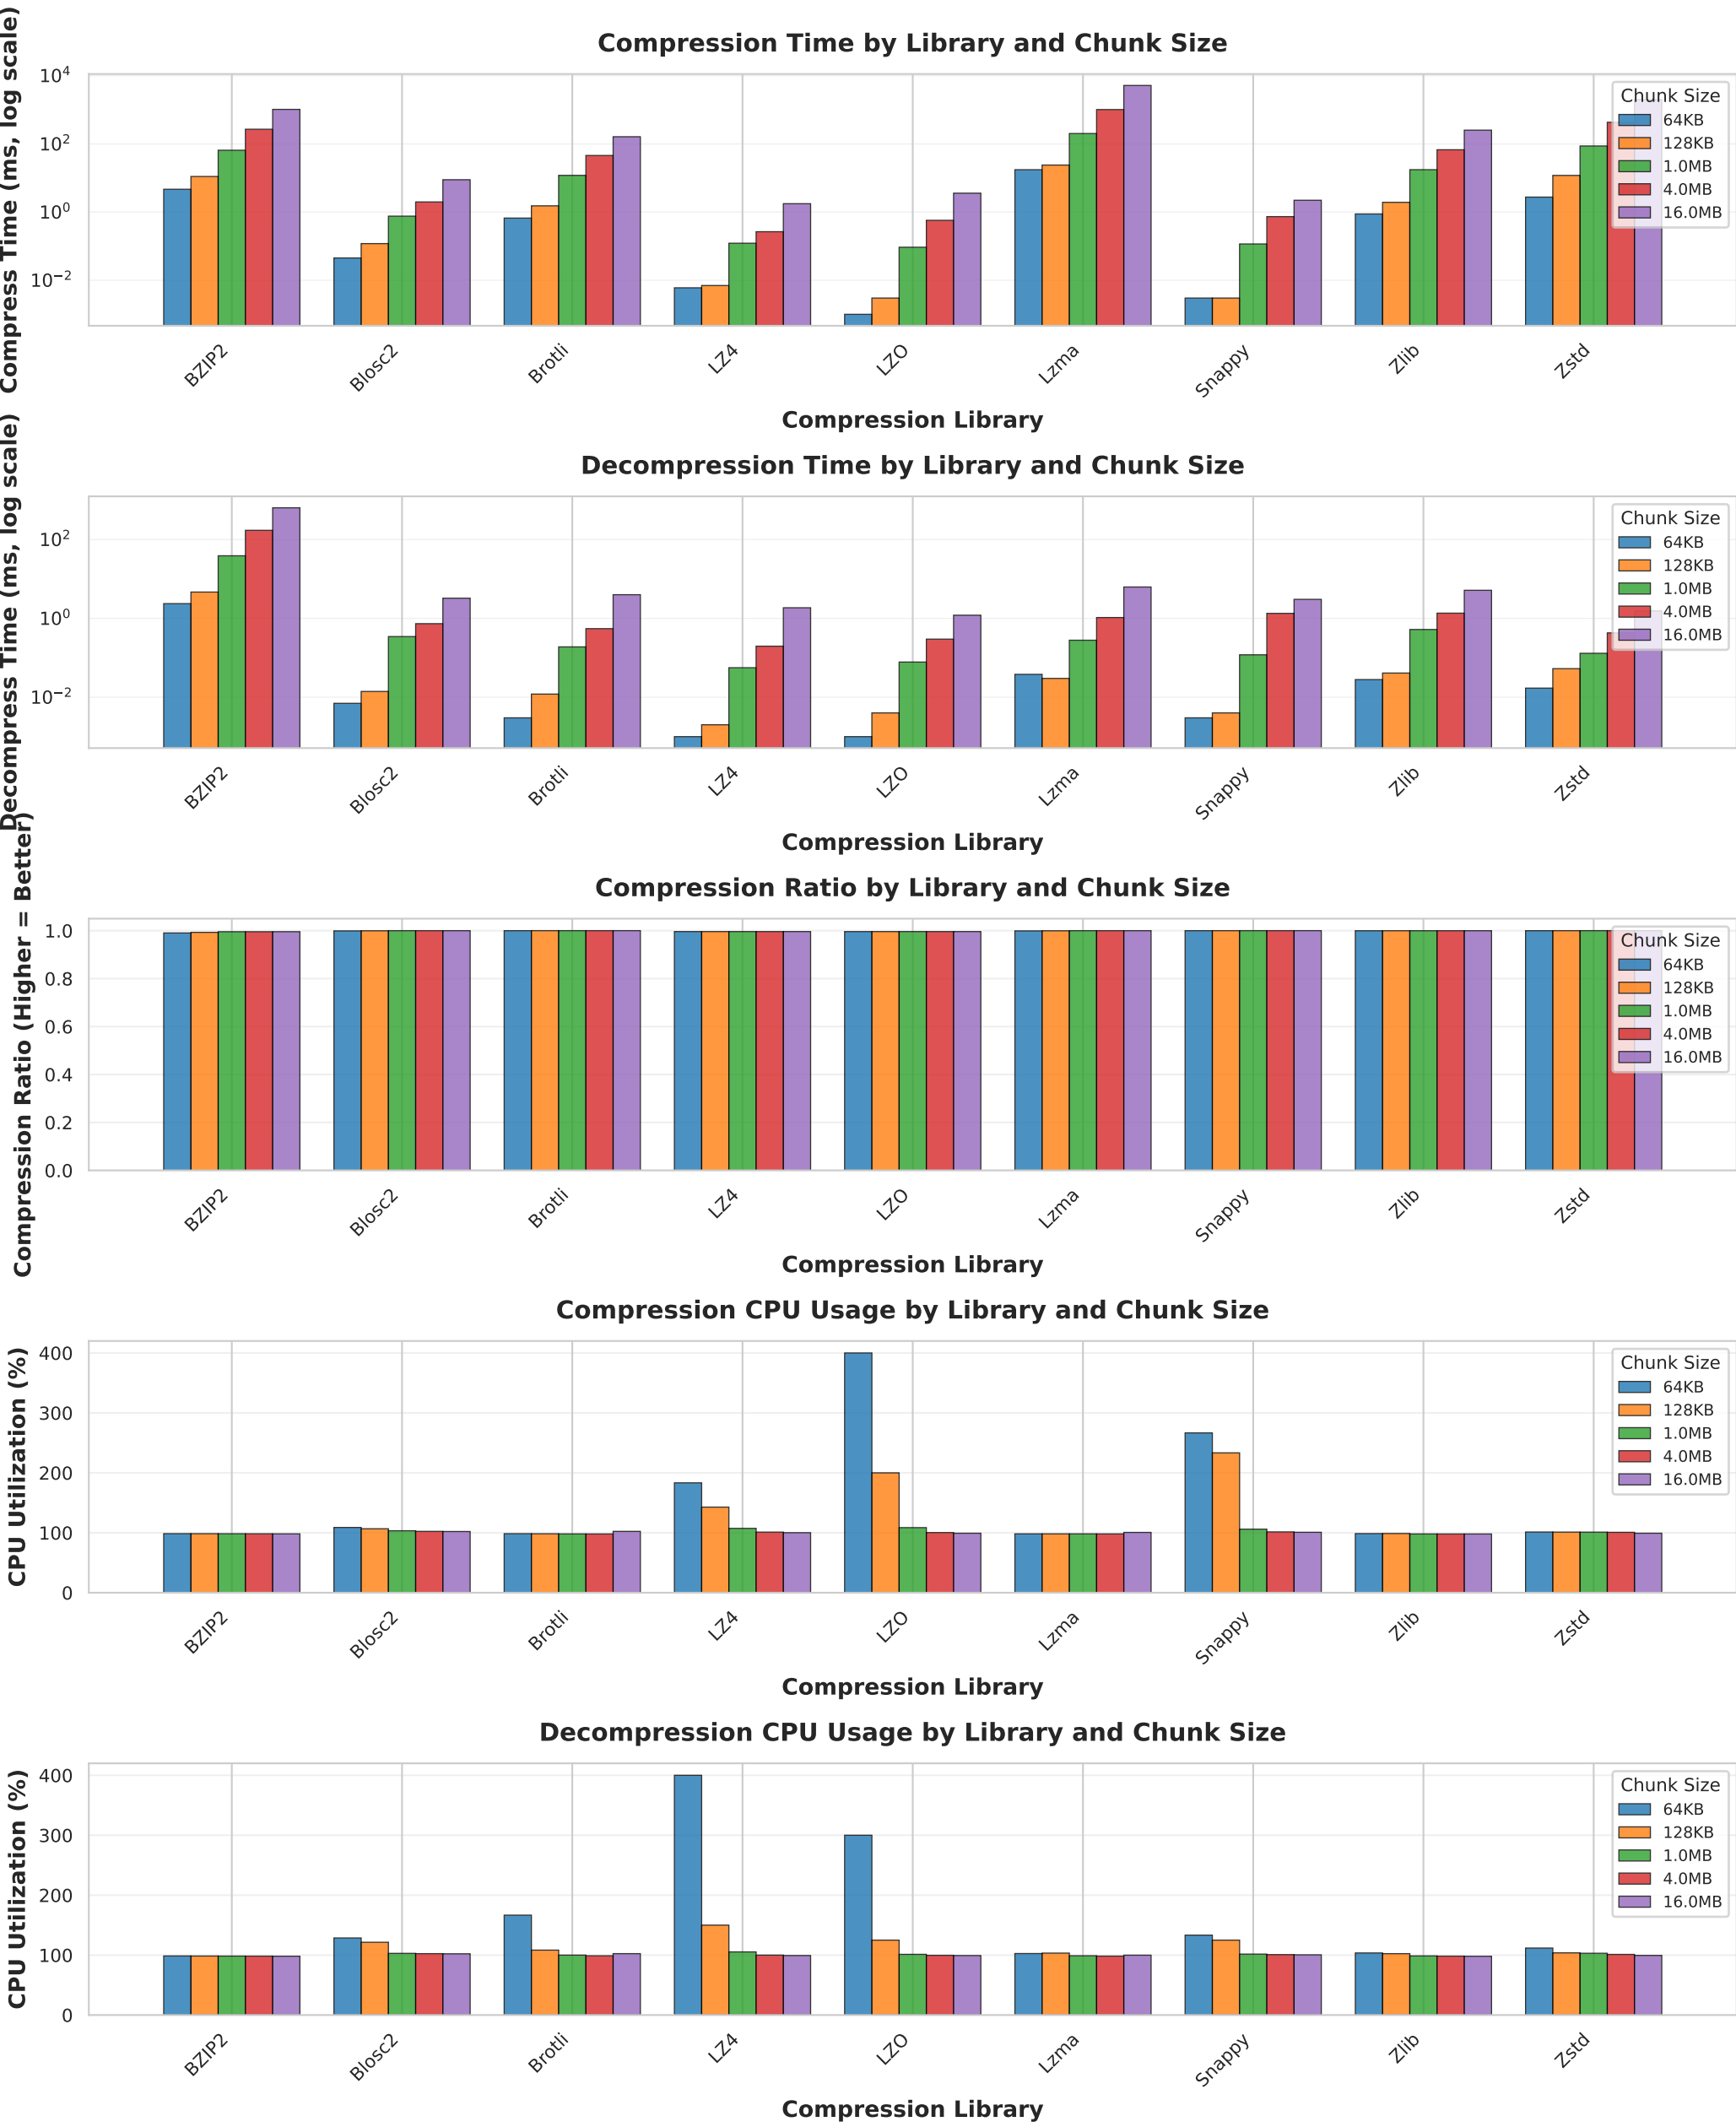 Compression Time by Library and Chunk Size
Compress Time (ms, log scale)
10^4
10^2
10^0
10^−2
Chunk Size
64KB
128KB
1.0MB
4.0MB
16.0MB
BZIP2
Blosc2
Brotli
LZ4
LZO
Lzma
Snappy
Zlib
Zstd
Compression Library
Decompression Time by Library and Chunk Size
Decompress Time (ms, log scale)
10^2
10^0
10^−2
Chunk Size
64KB
128KB
1.0MB
4.0MB
16.0MB
BZIP2
Blosc2
Brotli
LZ4
LZO
Lzma
Snappy
Zlib
Zstd
Compression Library
Compression Ratio by Library and Chunk Size
Compression Ratio (Higher = Better)
1.0
0.8
0.6
0.4
0.2
0.0
Chunk Size
64KB
128KB
1.0MB
4.0MB
16.0MB
BZIP2
Blosc2
Brotli
LZ4
LZO
Lzma
Snappy
Zlib
Zstd
Compression Library
Compression CPU Usage by Library and Chunk Size
CPU Utilization (%)
400
300
200
100
0
Chunk Size
64KB
128KB
1.0MB
4.0MB
16.0MB
BZIP2
Blosc2
Brotli
LZ4
LZO
Lzma
Snappy
Zlib
Zstd
Compression Library
Decompression CPU Usage by Library and Chunk Size
CPU Utilization (%)
400
300
200
100
0
Chunk Size
64KB
128KB
1.0MB
4.0MB
16.0MB
BZIP2
Blosc2
Brotli
LZ4
LZO
Lzma
Snappy
Zlib
Zstd
Compression Library